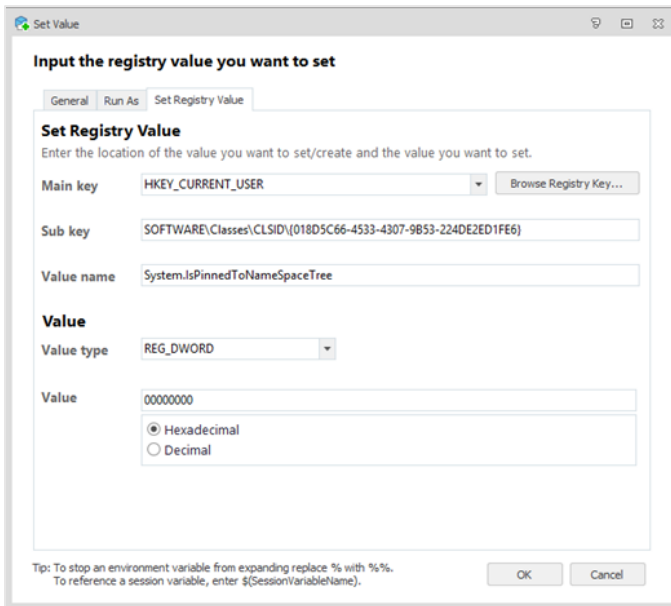 Set Value
Input the registry value you want to set
General Run As Set Registry Value
Set Registry Value
Enter the location of the value you want to set/create and the value you want to set.
Main key HKEY_CURRENT_USER Browse Registry Key...
Sub key SOFTWARE\Classes\CLSID\{018D5C66-4533-4307-9B53-224DE2ED1FE6}
Value name System.IsPinnedToNameSpaceTree
Value
Value type REG_DWORD
Value 00000000
Hexadecimal
Decimal
Tip: To stop an environment variable from expanding replace % with %%.
To reference a session variable, enter $(SessionVariableName).
OK Cancel